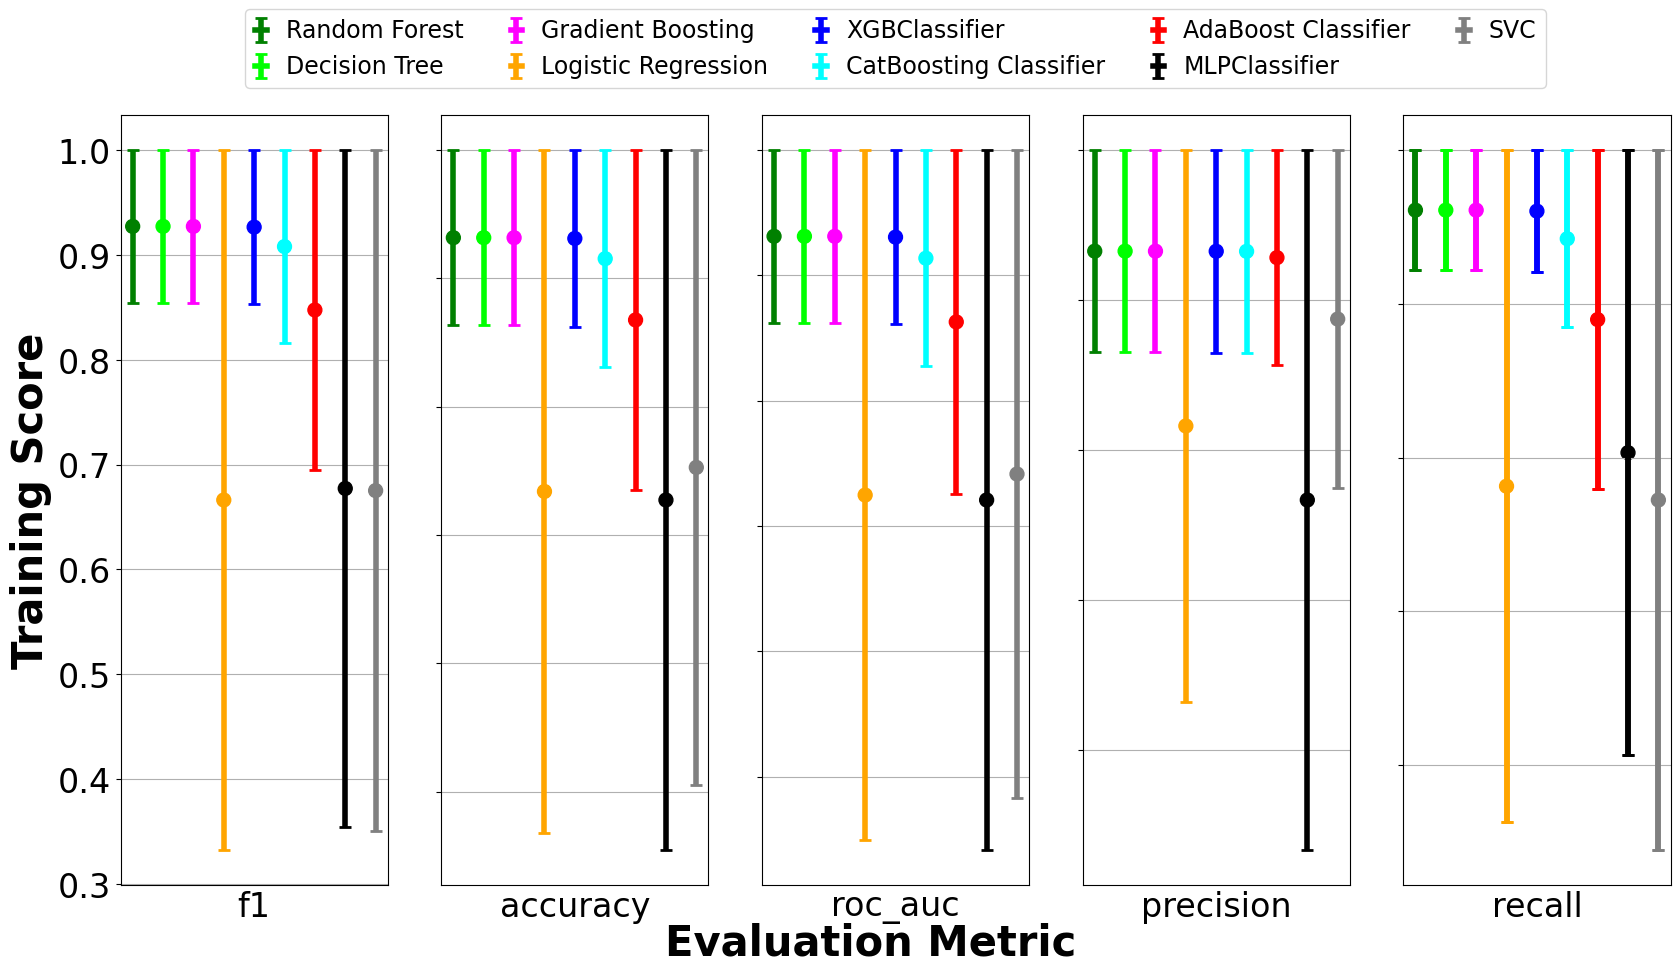 Random Forest Gradient Boosting XGBClassifier AdaBoost Classifier SVC
Decision Tree Logistic Regression CatBoosting Classifier MLPClassifier
1.0
0.9
0.8
0.7
0.6
0.5
0.4
0.3
Training Score
f1 accuracy roc_auc precision recall
Evaluation Metric